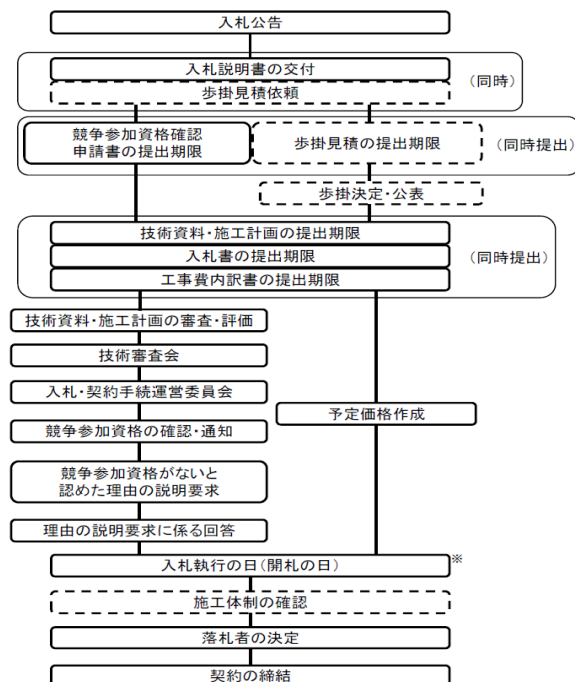 入札公告
入札説明書の交付
歩掛見積依頼
(同時)
競争参加資格確認
申請書の提出期限
歩掛見積の提出期限
(同時提出)
歩掛決定・公表
技術資料・施工計画の提出期限
入札書の提出期限
工事費内訳書の提出期限
(同時提出)
技術資料・施工計画の審査・評価
技術審査会
入札・契約手続運営委員会
予定価格作成
競争参加資格の確認・通知
競争参加資格がないと
認めた理由の説明要求
理由の説明要求に係る回答
入札執行の日(開札の日)
※
施工体制の確認
落札者の決定
契約の締結